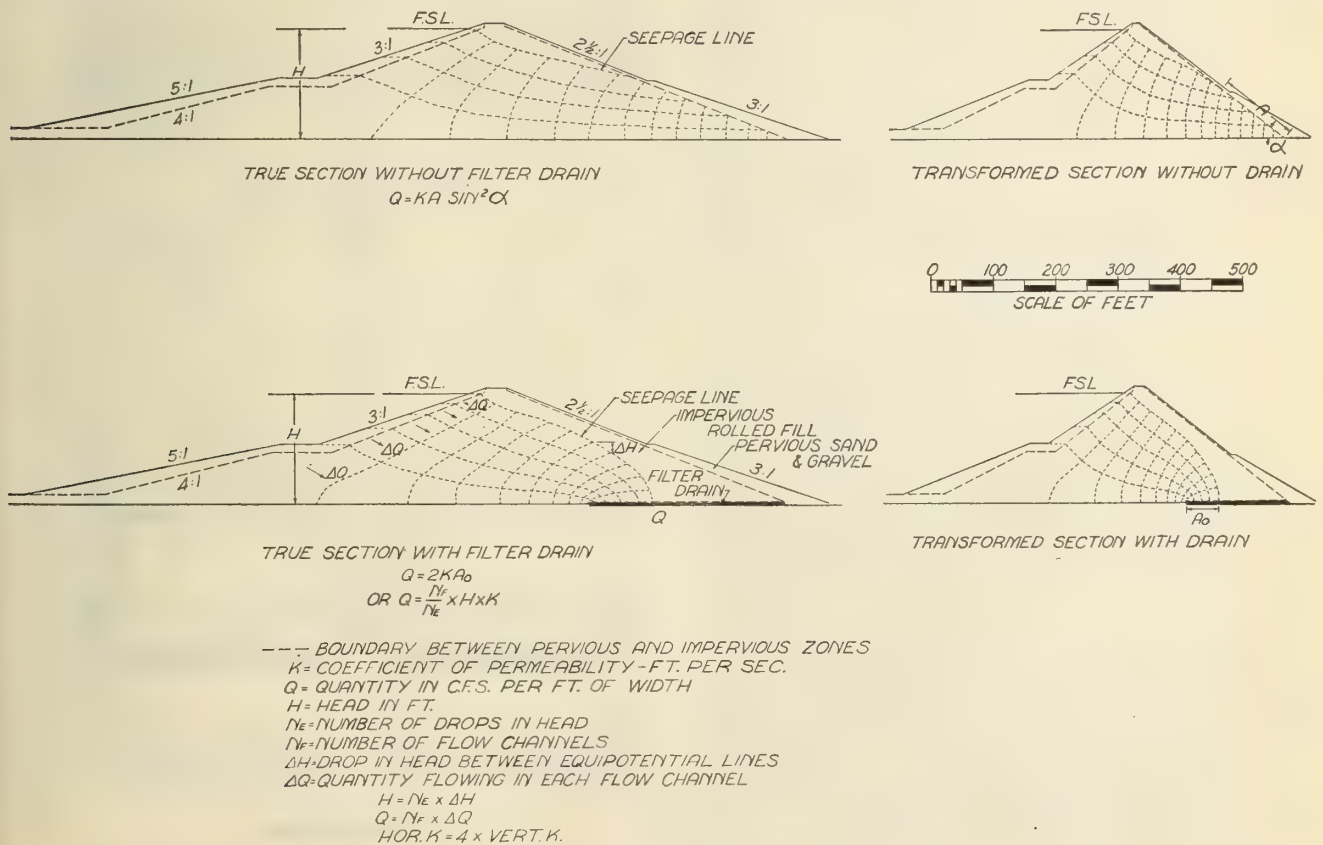 F.S.L.
3:1
H
5:1
4:1
2½:1
SEEPAGE LINE
3:1
TRUE SECTION WITHOUT FILTER DRAIN
Q=KA SIN²α
F.S.L.
A
α
TRANSFORMED SECTION WITHOUT DRAIN
0 100 200 300 400 500
SCALE OF FEET
F.S.L.
3:1
H
5:1
4:1
ΔQ
ΔQ
ΔQ
2½:1
SEEPAGE LINE
IMPERVIOUS
ROLLED FILL
PERVIOUS SAND
& GRAVEL
ΔH
3:1
FILTER
DRAIN
Q
TRUE SECTION WITH FILTER DRAIN
Q=2KA₀
OR Q=N_F/N_E×H×K
FSL
A₀
TRANSFORMED SECTION WITH DRAIN
--- BOUNDARY BETWEEN PERVIOUS AND IMPERVIOUS ZONES
K=COEFFICIENT OF PERMEABILITY-FT. PER SEC.
Q=QUANTITY IN C.F.S. PER FT. OF WIDTH
H=HEAD IN FT.
N_E=NUMBER OF DROPS IN HEAD
N_F=NUMBER OF FLOW CHANNELS
ΔH=DROP IN HEAD BETWEEN EQUIPOTENTIAL LINES
ΔQ=QUANTITY FLOWING IN EACH FLOW CHANNEL
H=N_E × ΔH
Q=N_F × ΔQ
HOR.K=4 × VERT.K.